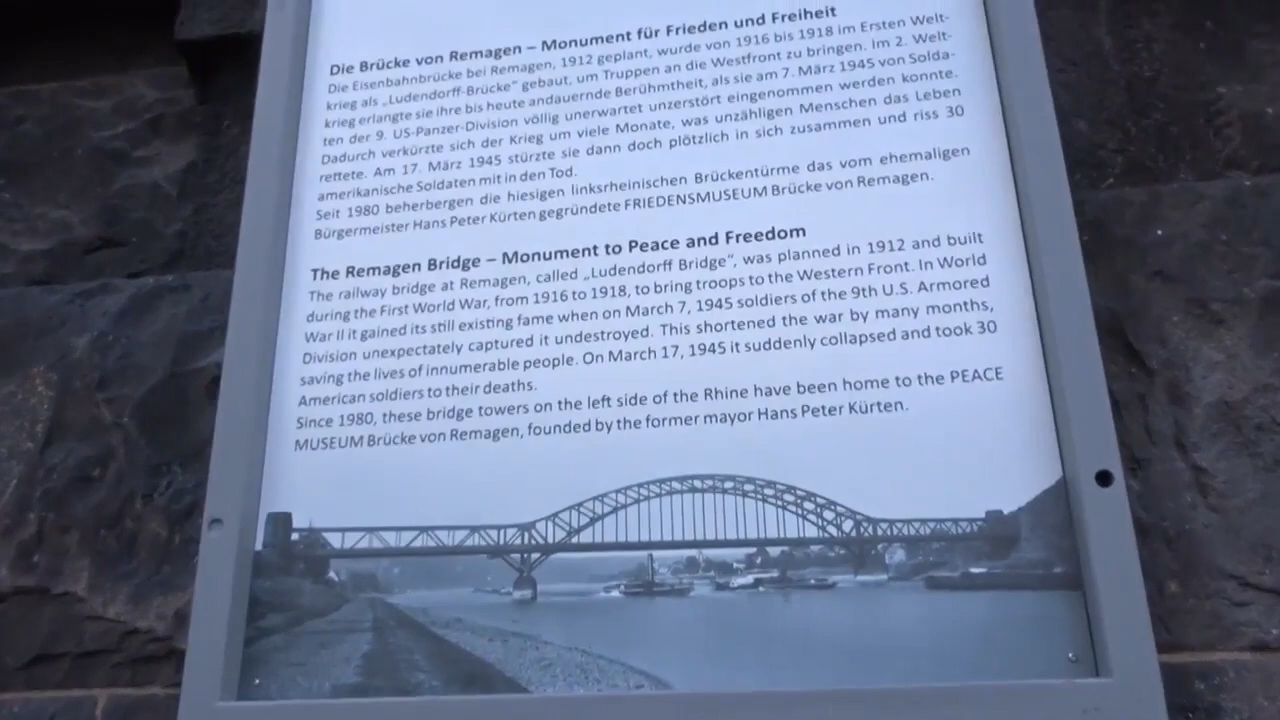 Die Brücke von Remagen – Monument für Frieden und Freiheit
Die Eisenbahnbrücke bei Remagen, 1912 geplant, wurde von 1916 bis 1918 im Ersten Welt-
krieg als „Ludendorff-Brücke“ gebaut, um Truppen an die Westfront zu bringen. Im 2. Welt-
krieg erlangte sie ihre bis heute andauernde Berühmtheit, als sie am 7. März 1945 von Solda-
ten der 9. US-Panzer-Division völlig unerwartet unzerstört eingenommen werden konnte.
Dadurch verkürzte sich der Krieg um viele Monate, was unzähligen Menschen das Leben
rettete. Am 17. März 1945 stürzte sie dann doch plötzlich in sich zusammen und riss 30
amerikanische Soldaten mit in den Tod.
Seit 1980 beherbergen die hiesigen linksrheinischen Brückentürme das vom ehemaligen
Bürgermeister Hans Peter Kürten gegründete FRIEDENSMUSEUM Brücke von Remagen.
The Remagen Bridge – Monument to Peace and Freedom
The railway bridge at Remagen, called „Ludendorff Bridge“, was planned in 1912 and built
during the First World War, from 1916 to 1918, to bring troops to the Western Front. In World
War II it gained its still existing fame when on March 7, 1945 soldiers of the 9th U.S. Armored
Division unexpectately captured it undestroyed. This shortened the war by many months,
saving the lives of innumerable people. On March 17, 1945 it suddenly collapsed and took 30
American soldiers to their deaths.
Since 1980, these bridge towers on the left side of the Rhine have been home to the PEACE
MUSEUM Brücke von Remagen, founded by the former mayor Hans Peter Kürten.